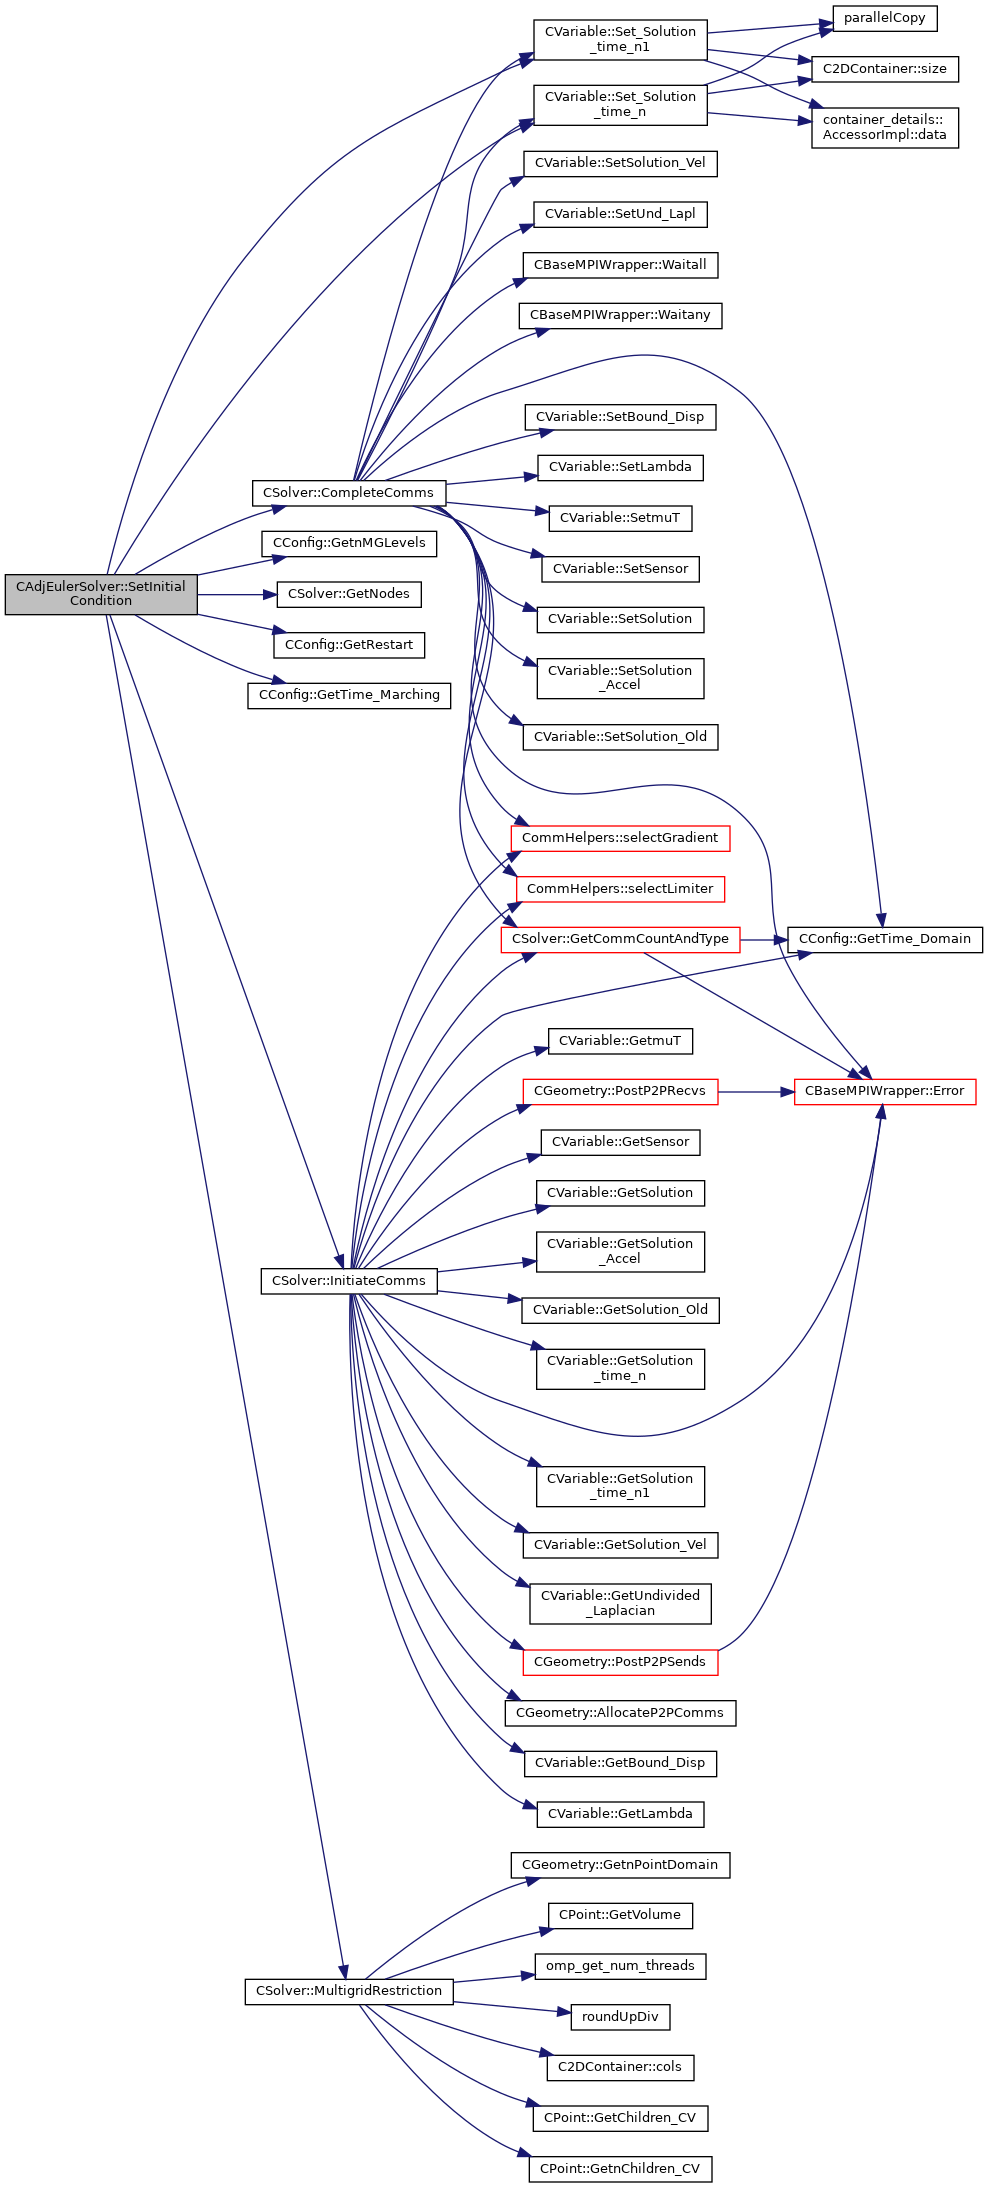 CVariable::Set_Solution
_time_n1
parallelCopy
C2DContainer::size
CVariable::Set_Solution
_time_n
container_details::
AccessorImpl::data
CVariable::SetSolution_Vel
CVariable::SetUnd_Lapl
CBaseMPIWrapper::Waitall
CBaseMPIWrapper::Waitany
CVariable::SetBound_Disp
CVariable::SetLambda
CSolver::CompleteComms
CVariable::SetmuT
CConfig::GetnMGLevels
CVariable::SetSensor
CAdjEulerSolver::SetInitial
Condition
CSolver::GetNodes
CVariable::SetSolution
CConfig::GetRestart
CVariable::SetSolution
_Accel
CConfig::GetTime_Marching
CVariable::SetSolution_Old
CommHelpers::selectGradient
CommHelpers::selectLimiter
CSolver::GetCommCountAndType
CConfig::GetTime_Domain
CVariable::GetmuT
CGeometry::PostP2PRecvs
CBaseMPIWrapper::Error
CVariable::GetSensor
CVariable::GetSolution
CVariable::GetSolution
_Accel
CSolver::InitiateComms
CVariable::GetSolution_Old
CVariable::GetSolution
_time_n
CVariable::GetSolution
_time_n1
CVariable::GetSolution_Vel
CVariable::GetUndivided
_Laplacian
CGeometry::PostP2PSends
CGeometry::AllocateP2PComms
CVariable::GetBound_Disp
CVariable::GetLambda
CGeometry::GetnPointDomain
CPoint::GetVolume
omp_get_num_threads
CSolver::MultigridRestriction
roundUpDiv
C2DContainer::cols
CPoint::GetChildren_CV
CPoint::GetnChildren_CV